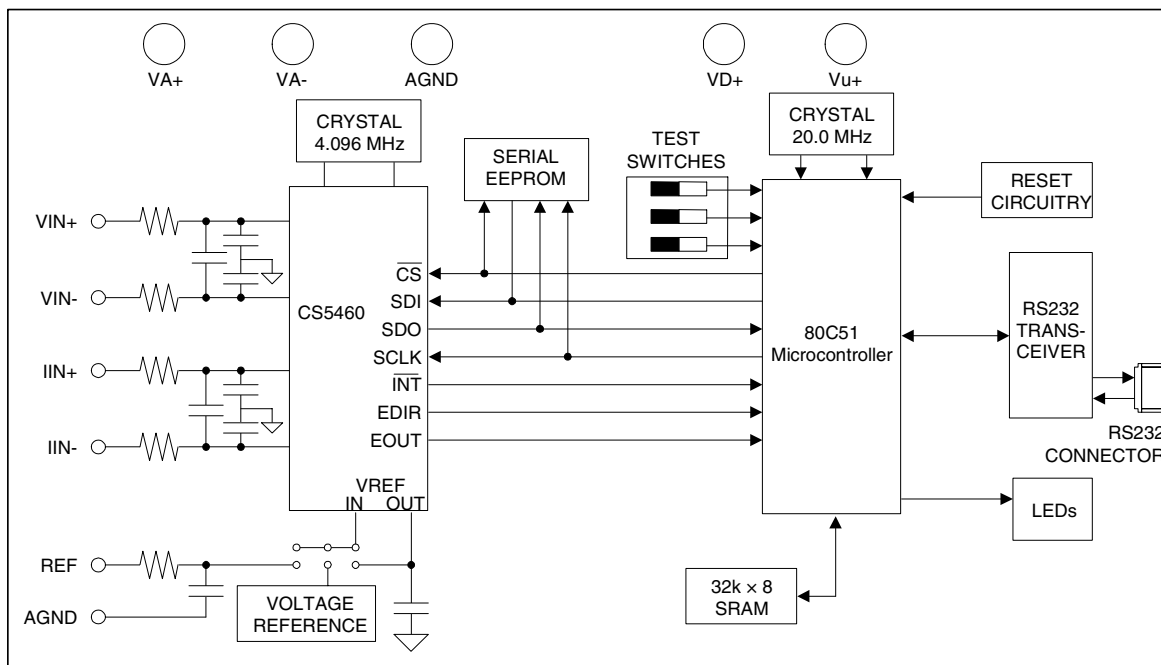 VA+
VA-
AGND
VD+
Vu+
CRYSTAL
4.096 MHz
SERIAL
EEPROM
TEST
SWITCHES
CRYSTAL
20.0 MHz
RESET
CIRCUITRY
VIN+
VIN-
IIN+
IIN-
CS5460
CS
SDI
SDO
SCLK
INT
EDIR
EOUT
VREF
IN OUT
80C51
Microcontroller
RS232
TRANS-
CEIVER
RS232
CONNECTOR
LEDs
REF
AGND
VOLTAGE
REFERENCE
32k × 8
SRAM